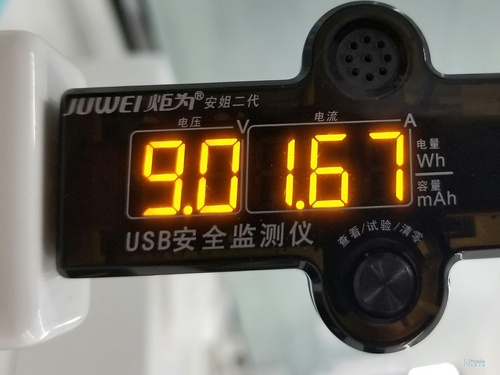 JUWEI 炬为® 安姐二代
电压 电流
V A
9.01.67
电量
Wh
容量
mAh
USB安全监测仪
查看/试验/清零